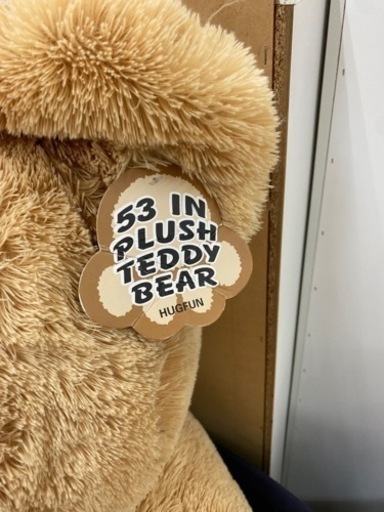 53 IN
PLUSH
TEDDY
BEAR
HUGFUN